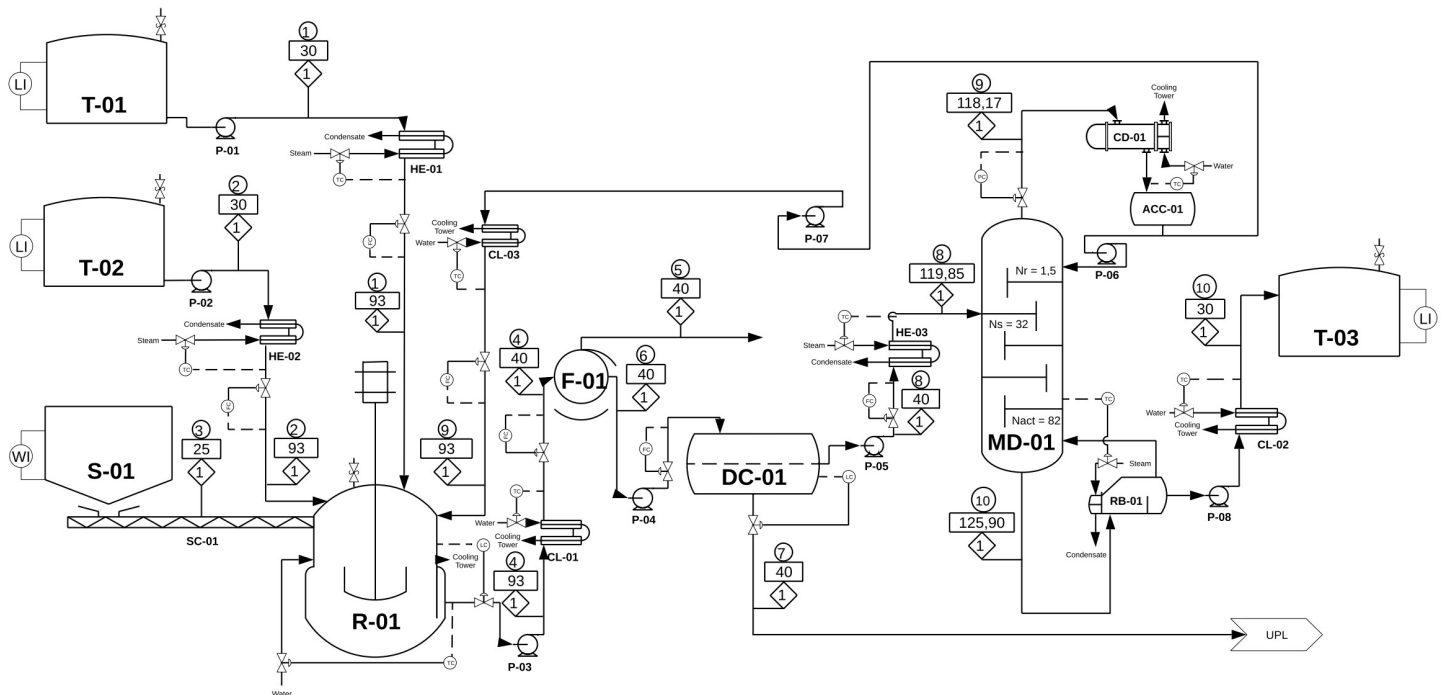 1
30
1
LI
T-01
P-01
Condensate
Steam
TC
HE-01
2
30
1
LI
T-02
P-02
Condensate
Steam
TC
HE-02
FC
FC
1
93
1
3
25
1
2
93
1
WI
S-01
SC-01
R-01
Water
TC
LC
Cooling
Tower
9
93
1
Cooling
Tower
Water
TC
CL-03
FC
4
93
1
P-03
Water
TC
Cooling
Tower
CL-01
FC
4
40
1
F-01
5
40
1
6
40
1
P-04
FC
DC-01
LC
7
40
1
UPL
P-05
FC
8
40
1
TC
HE-03
Steam
Condensate
8
119,85
1
P-07
9
118,17
1
PC
Cooling
Tower
CD-01
Water
TC
ACC-01
P-06
Nr = 1,5
Ns = 32
Nact = 82
MD-01
TC
Steam
RB-01
Condensate
10
125,90
1
P-08
Water
TC
Cooling
Tower
CL-02
10
30
1
T-03
LI